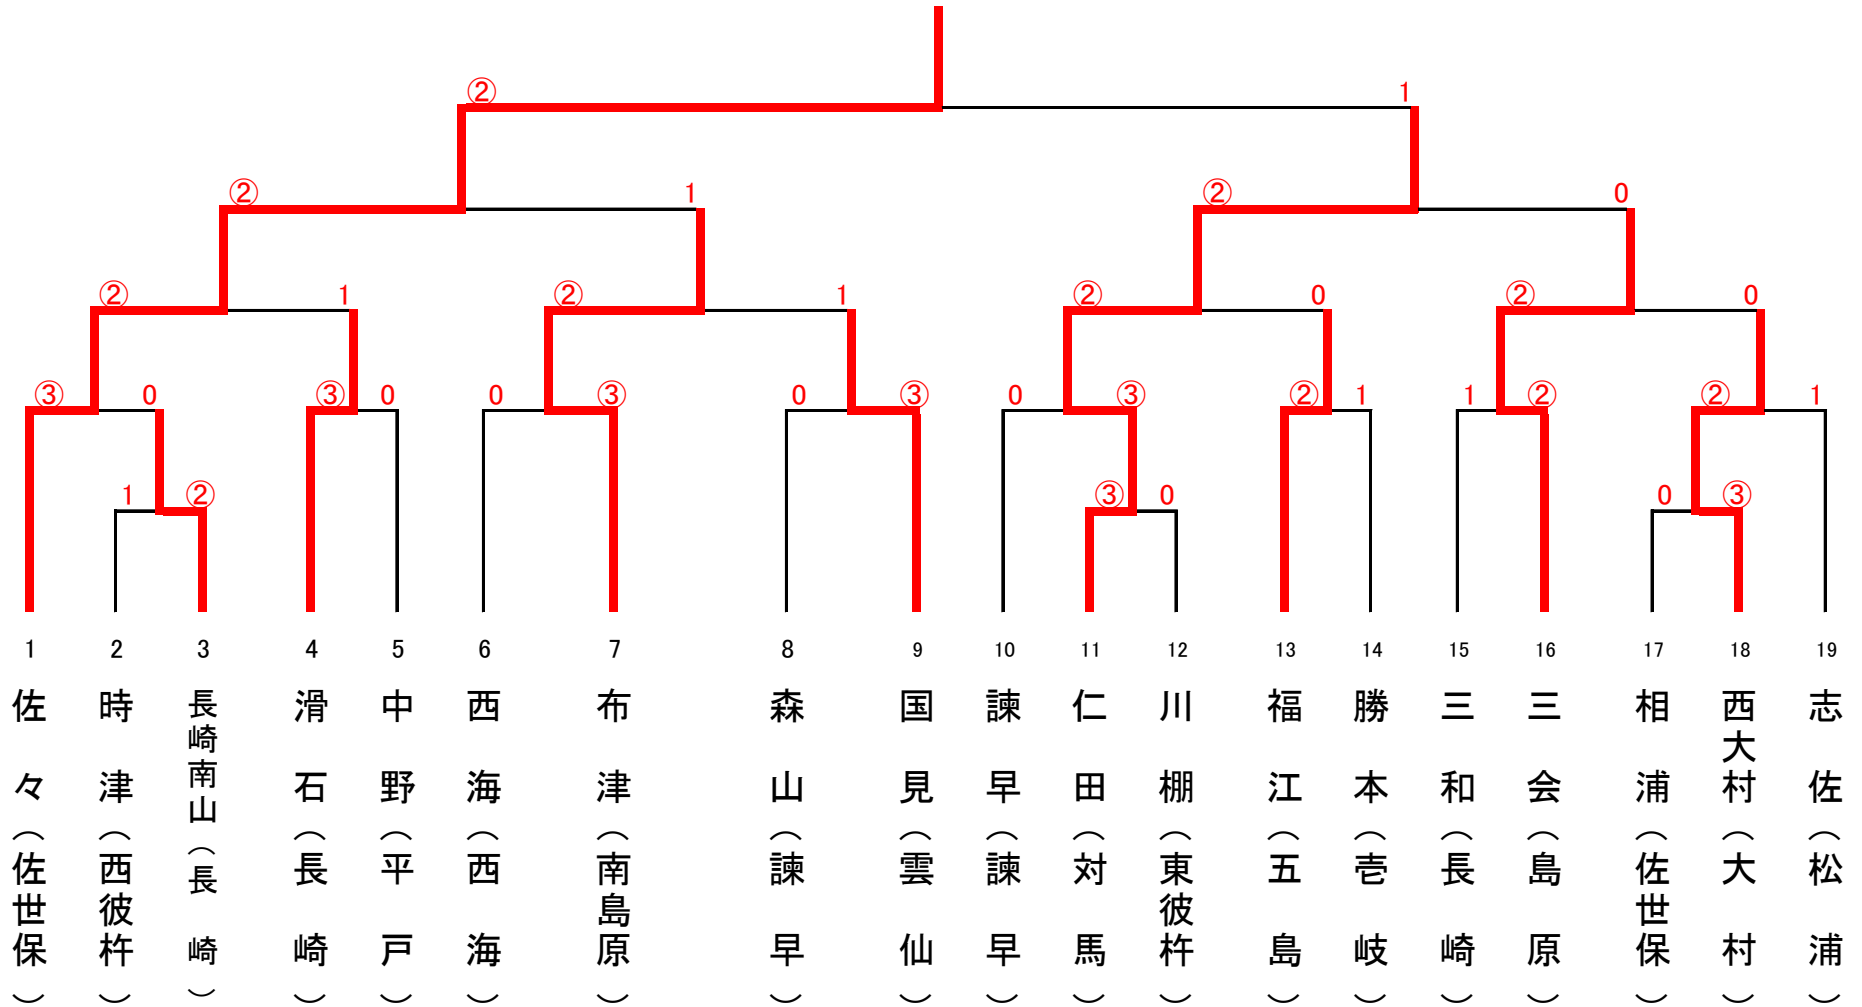 ② 1
② 1 ② 0
② 1 ② 1 ② 0 ② 0
③ 0 ③ 0 0 ③ 0 ③ 0 ③ ② 1 1 ② ② 1
1 ② ③ 0 0 ③
1 2 3 4 5 6 7 8 9 10 11 12 13 14 15 16 17 18 19
佐々（佐世保）
時津（西彼杵）
長崎南山（長崎）
滑石（長崎）
中野（平戸）
西海（西海）
布津（南島原）
森山（諫早）
国見（雲仙）
諫早（諫早）
仁田（対馬）
川棚（東彼杵）
福江（五島）
勝本（壱岐）
三和（長崎）
三会（島原）
相浦（佐世保）
西大村（大村）
志佐（松浦）